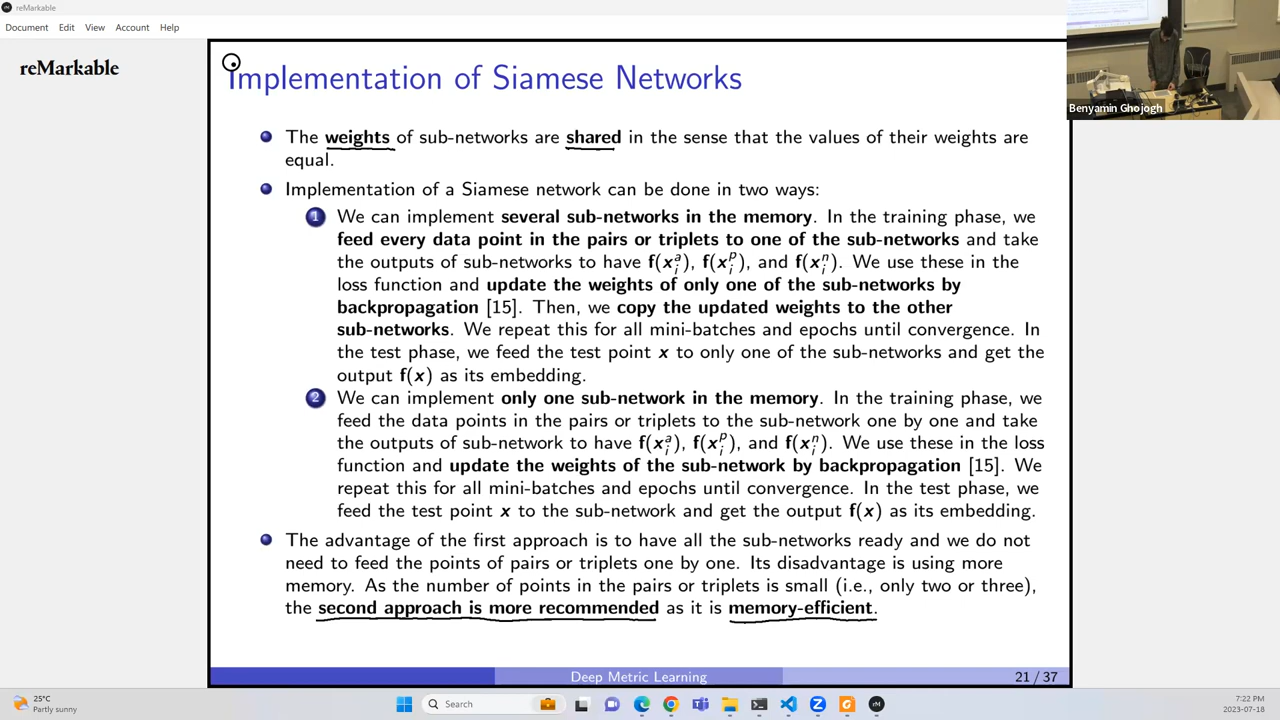 reMarkable
Document Edit View Account Help
reMarkable
Benyamin Ghojogh
Implementation of Siamese Networks
The weights of sub-networks are shared in the sense that the values of their weights are
equal.
Implementation of a Siamese network can be done in two ways:
1 We can implement several sub-networks in the memory. In the training phase, we
feed every data point in the pairs or triplets to one of the sub-networks and take
the outputs of sub-networks to have f(x_i^a), f(x_i^p), and f(x_i^n). We use these in the
loss function and update the weights of only one of the sub-networks by
backpropagation [15]. Then, we copy the updated weights to the other
sub-networks. We repeat this for all mini-batches and epochs until convergence. In
the test phase, we feed the test point x to only one of the sub-networks and get the
output f(x) as its embedding.
2 We can implement only one sub-network in the memory. In the training phase, we
feed the data points in the pairs or triplets to the sub-network one by one and take
the outputs of sub-network to have f(x_i^a), f(x_i^p), and f(x_i^n). We use these in the loss
function and update the weights of the sub-network by backpropagation [15]. We
repeat this for all mini-batches and epochs until convergence. In the test phase, we
feed the test point x to the sub-network and get the output f(x) as its embedding.
The advantage of the first approach is to have all the sub-networks ready and we do not
need to feed the points of pairs or triplets one by one. Its disadvantage is using more
memory. As the number of points in the pairs or triplets is small (i.e., only two or three),
the second approach is more recommended as it is memory-efficient.
Deep Metric Learning 21 / 37
25°C
Partly sunny
Search
7:22 PM
2023-07-18